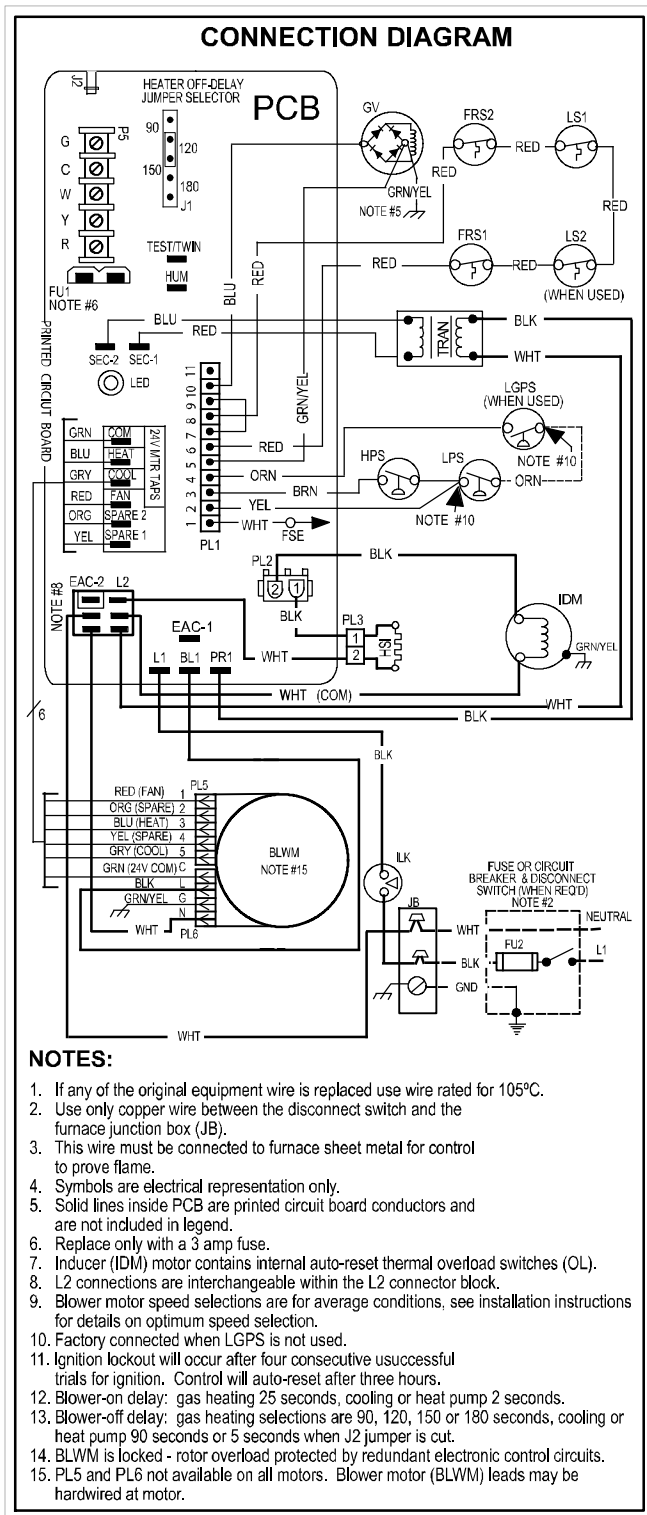 CONNECTION DIAGRAM
J2
HEATER OFF-DELAY
JUMPER SELECTOR
PCB
GV
FRS2
LS1
P5
G
C
W
Y
R
90
120
150
180
J1
RED
RED
RED
GRN/YEL
NOTE #5
TEST/TWIN
HUM
FU1
NOTE #6
BLU
RED
FRS1
LS2
RED
RED
(WHEN USED)
PRINTED CIRCUIT BOARD
BLU
RED
SEC-2 SEC-1
LED
TRAN
BLK
WHT
GRN/YEL
LGPS
(WHEN USED)
NOTE #10
11
10
9
8
7
6
5
4
3
2
1
PL1
RED
ORN
BRN
YEL
WHT
FSE
HPS
LPS
ORN
NOTE #10
GRN COM
BLU HEAT
GRY COOL
RED FAN
ORG SPARE 2
YEL SPARE 1
24V MTR TAPS
NOTE #8
EAC-2 L2
PL2
2 1
BLK
BLK
PL3
1
2
HSI
IDM
GRN/YEL
EAC-1
L1 BL1 PR1
WHT
WHT (COM)
WHT
BLK
6
BLK
RED (FAN) 1
ORG (SPARE) 2
BLU (HEAT) 3
YEL (SPARE) 4
GRY (COOL) 5
GRN (24V COM) C
BLK L
GRN/YEL G
N
WHT
PL5
PL6
BLWM
NOTE #15
ILK
JB
FUSE OR CIRCUIT
BREAKER & DISCONNECT
SWITCH (WHEN REQ'D)
NOTE #2
NEUTRAL
WHT
FU2
L1
BLK
GND
WHT
NOTES:
1. If any of the original equipment wire is replaced use wire rated for 105ºC.
2. Use only copper wire between the disconnect switch and the
furnace junction box (JB).
3. This wire must be connected to furnace sheet metal for control
to prove flame.
4. Symbols are electrical representation only.
5. Solid lines inside PCB are printed circuit board conductors and
are not included in legend.
6. Replace only with a 3 amp fuse.
7. Inducer (IDM) motor contains internal auto-reset thermal overload switches (OL).
8. L2 connections are interchangeable within the L2 connector block.
9. Blower motor speed selections are for average conditions, see installation instructions
for details on optimum speed selection.
10. Factory connected when LGPS is not used.
11. Ignition lockout will occur after four consecutive usuccessful
trials for ignition. Control will auto-reset after three hours.
12. Blower-on delay: gas heating 25 seconds, cooling or heat pump 2 seconds.
13. Blower-off delay: gas heating selections are 90, 120, 150 or 180 seconds, cooling or
heat pump 90 seconds or 5 seconds when J2 jumper is cut.
14. BLWM is locked - rotor overload protected by redundant electronic control circuits.
15. PL5 and PL6 not available on all motors. Blower motor (BLWM) leads may be
hardwired at motor.